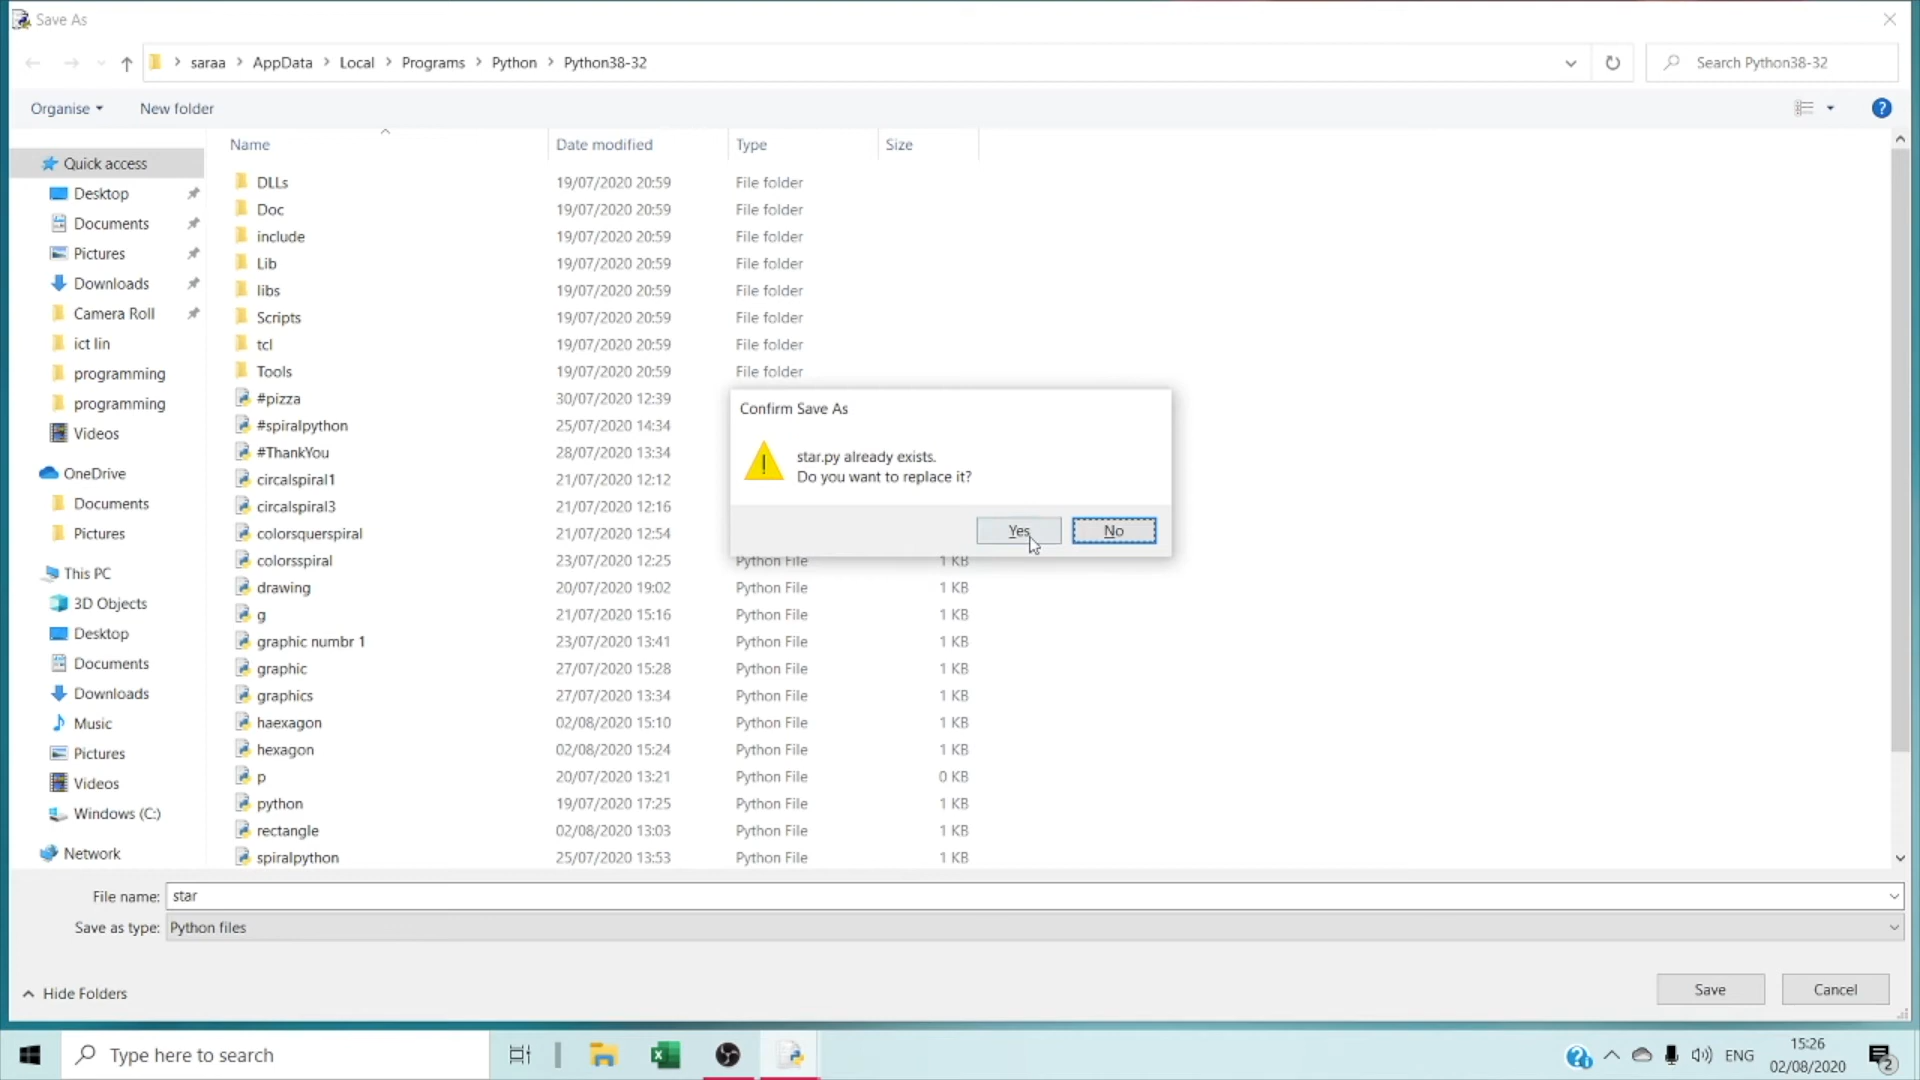 Save As
saraa > AppData > Local > Programs > Python > Python38-32
Search Python38-32
Organise
New folder
Name
Date modified
Type
Size
Quick access
Desktop
Documents
Pictures
Downloads
Camera Roll
ict lin
programming
programming
Videos
OneDrive
Documents
Pictures
This PC
3D Objects
Desktop
Documents
Downloads
Music
Pictures
Videos
Windows (C:)
Network
DLLs 19/07/2020 20:59 File folder
Doc 19/07/2020 20:59 File folder
include 19/07/2020 20:59 File folder
Lib 19/07/2020 20:59 File folder
libs 19/07/2020 20:59 File folder
Scripts 19/07/2020 20:59 File folder
tcl 19/07/2020 20:59 File folder
Tools 19/07/2020 20:59 File folder
#pizza 30/07/2020 12:39
#spiralpython 25/07/2020 14:34
#ThankYou 28/07/2020 13:34
circalspiral1 21/07/2020 12:12
circalspiral3 21/07/2020 12:16
colorsquerspiral 21/07/2020 12:54
colorsspiral 23/07/2020 12:25 Python File 1 KB
drawing 20/07/2020 19:02 Python File 1 KB
g 21/07/2020 15:16 Python File 1 KB
graphic numbr 1 23/07/2020 13:41 Python File 1 KB
graphic 27/07/2020 15:28 Python File 1 KB
graphics 27/07/2020 13:34 Python File 1 KB
haexagon 02/08/2020 15:10 Python File 1 KB
hexagon 02/08/2020 15:24 Python File 1 KB
p 20/07/2020 13:21 Python File 0 KB
python 19/07/2020 17:25 Python File 1 KB
rectangle 02/08/2020 13:03 Python File 1 KB
spiralpython 25/07/2020 13:53 Python File 1 KB
Confirm Save As
star.py already exists.
Do you want to replace it?
Yes
No
File name: star
Save as type: Python files
Hide Folders
Save
Cancel
Type here to search
ENG
15:26
02/08/2020
2